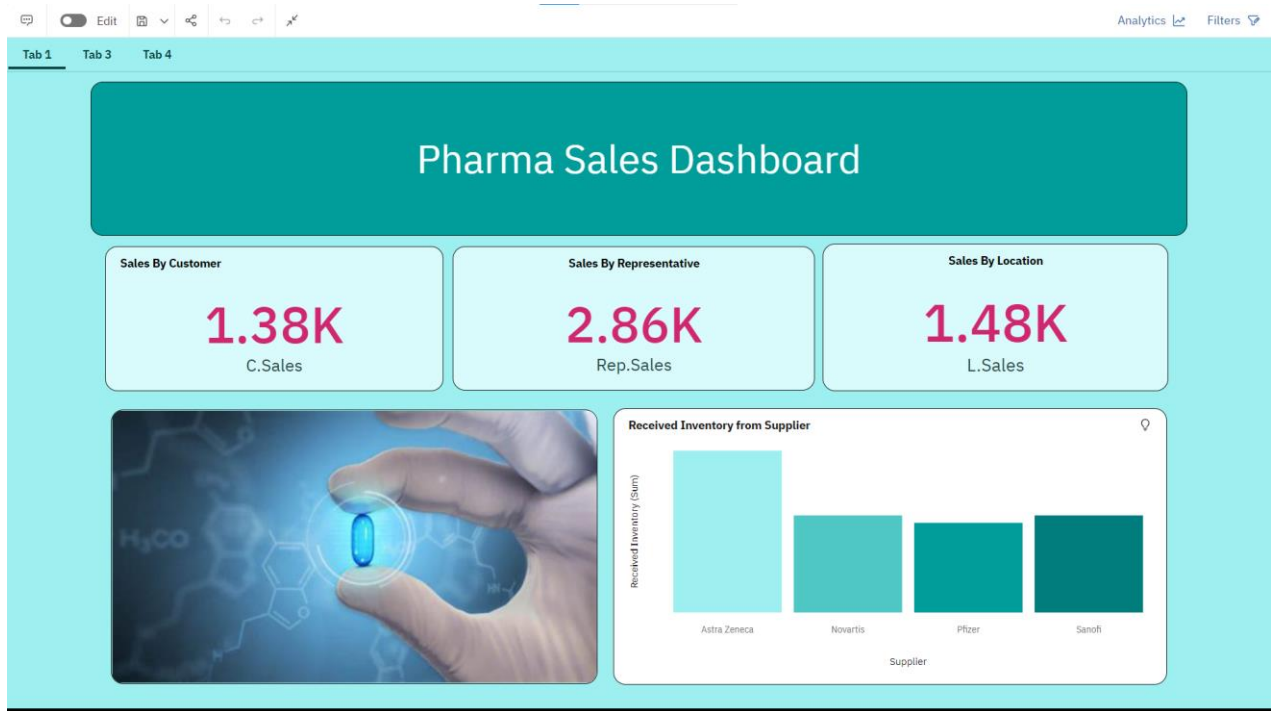 Edit
Analytics
Filters
Tab 1
Tab 3
Tab 4
Pharma Sales Dashboard
Sales By Customer
1.38K
C.Sales
Sales By Representative
2.86K
Rep.Sales
Sales By Location
1.48K
L.Sales
H₃CO
Received Inventory from Supplier
Received Inventory (Sum)
Astra Zeneca
Novartis
Pfizer
Sanofi
Supplier